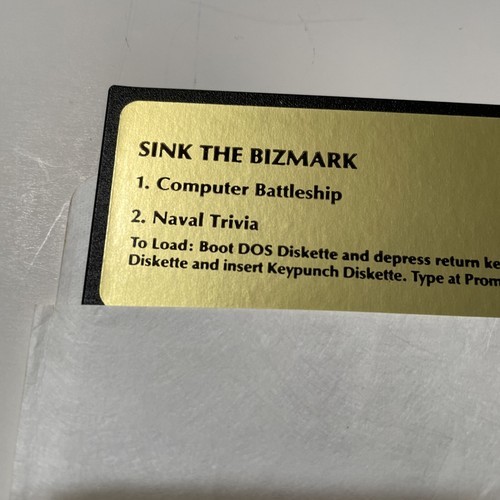 SINK THE BIZMARK
1. Computer Battleship
2. Naval Trivia
To Load: Boot DOS Diskette and depress return
Diskette and insert Keypunch Diskette. Type at